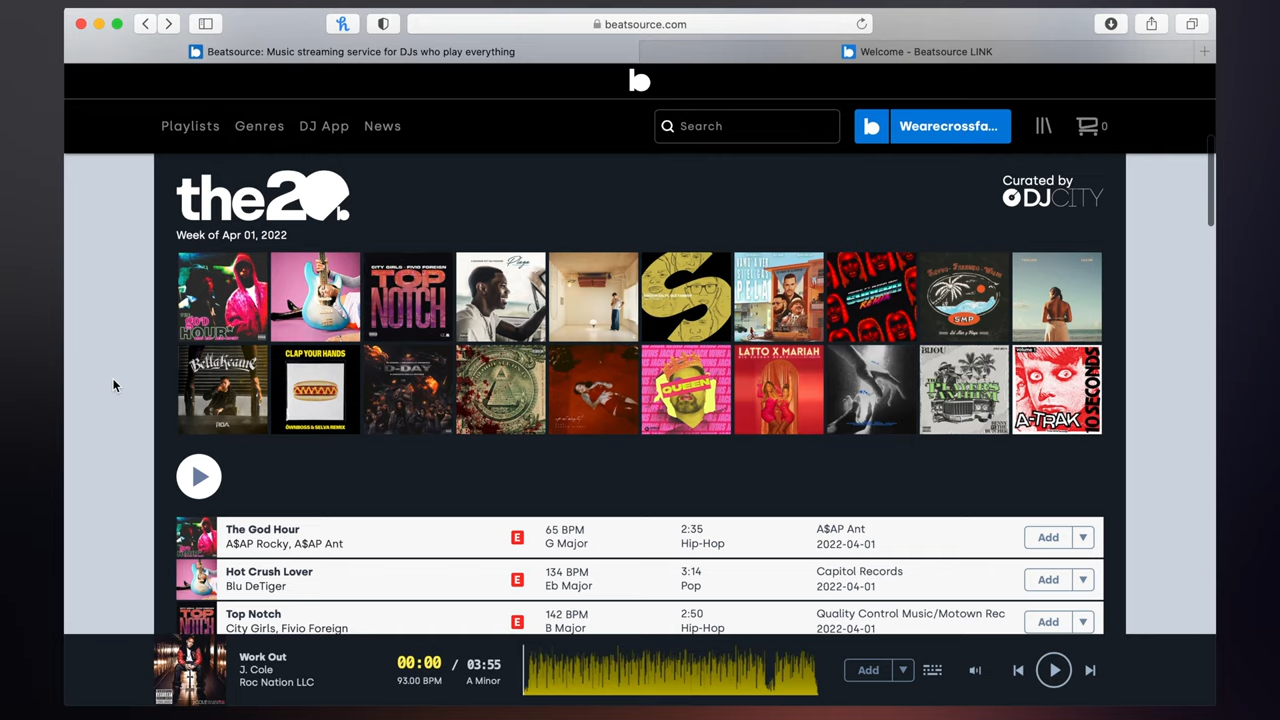 beatsource.com
Beatsource: Music streaming service for DJs who play everything
Welcome - Beatsource LINK
b
Playlists Genres DJ App News
Search
b Wearecrossfa...
0
the20.
Curated by
DJCITY
Week of Apr 01, 2022
CITY GIRLS · FIVIO FOREIGN
TOP NOTCH
S
CLAP YOUR HANDS
ÖWNBOSS & SELVA REMIX
D-DAY
QUEEN
LATTO X MARIAH
BIJOU
A-TRAK
10SECONDS
The God Hour
A$AP Rocky, A$AP Ant
E
65 BPM
G Major
2:35
Hip-Hop
A$AP Ant
2022-04-01
Add
Hot Crush Lover
Blu DeTiger
E
134 BPM
Eb Major
3:14
Pop
Capitol Records
2022-04-01
Add
Top Notch
City Girls, Fivio Foreign
E
142 BPM
B Major
2:50
Hip-Hop
Quality Control Music/Motown Rec
2022-04-01
Add
Work Out
J. Cole
Roc Nation LLC
00:00 / 03:55
93.00 BPM
A Minor
Add